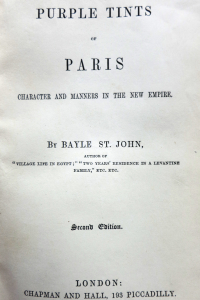 PURPLE TINTS
OF
PARIS
CHARACTER AND MANNERS IN THE NEW EMPIRE.
BY BAYLE ST. JOHN,
AUTHOR OF
"VILLAGE LIFE IN EGYPT;" "TWO YEARS' RESIDENCE IN A LEVANTINE
FAMILY," ETC. ETC.
Second Edition.
LONDON:
CHAPMAN AND HALL, 193 PICCADILLY.